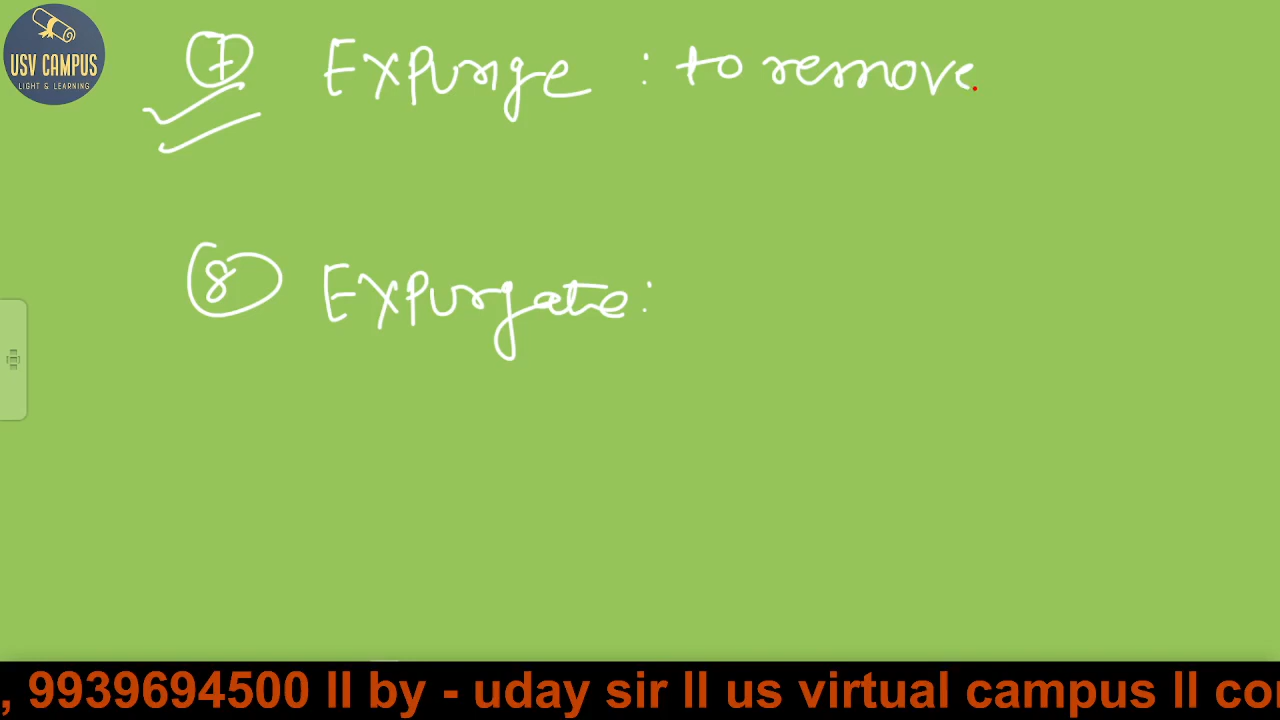 USV CAMPUS
LIGHT & LEARNING
7 Expurge : to remove
8 Expurgate :
, 9939694500 ll by - uday sir ll us virtual campus ll co